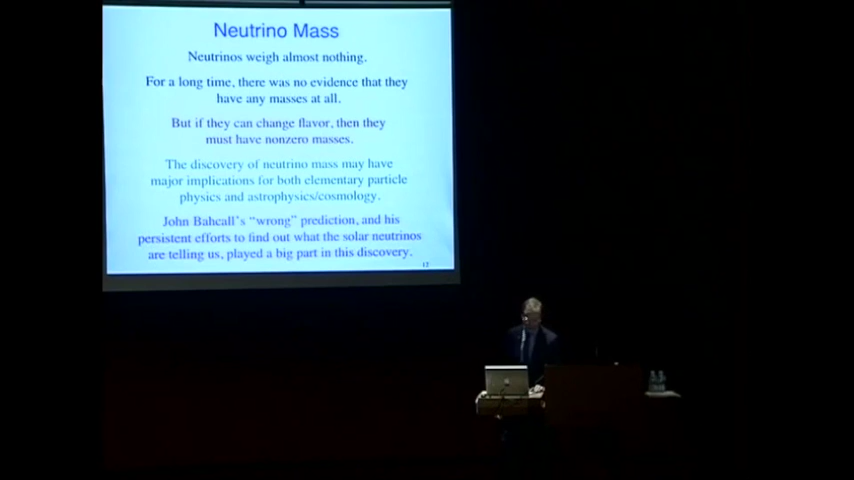 Neutrino Mass
Neutrinos weigh almost nothing.
For a long time, there was no evidence that they
have any masses at all.
But if they can change flavor, then they
must have nonzero masses.
The discovery of neutrino mass may have
major implications for both elementary particle
physics and astrophysics/cosmology.
John Bahcall's “wrong” prediction, and his
persistent efforts to find out what the solar neutrinos
are telling us, played a big part in this discovery.